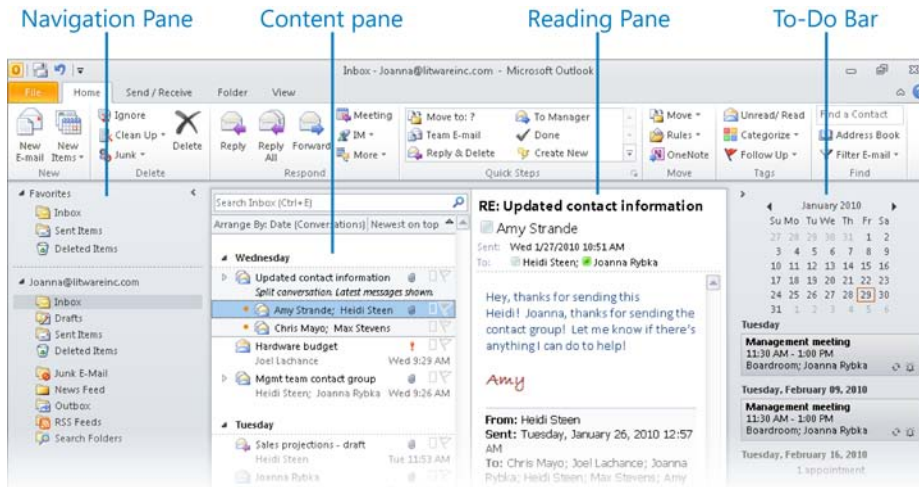 Navigation Pane Content pane Reading Pane To-Do Bar
Inbox - Joanna@litwareinc.com - Microsoft Outlook
File Home Send / Receive Folder View
New E-mail
New Items
New
Ignore
Clean Up
Junk
Delete
Delete
Reply
Reply All
Forward
Meeting
IM
More
Respond
Move to: ?
Team E-mail
Reply & Delete
To Manager
Done
Create New
Quick Steps
Move
Rules
OneNote
Move
Unread/ Read
Categorize
Follow Up
Tags
Find a Contact
Address Book
Filter E-mail
Find
Favorites
Inbox
Sent Items
Deleted Items
Joanna@litwareinc.com
Inbox
Drafts
Sent Items
Deleted Items
Junk E-Mail
News Feed
Outbox
RSS Feeds
Search Folders
Search Inbox (Ctrl+E)
Arrange By: Date (Conversations) Newest on top
Wednesday
Updated contact information
Split conversation. Latest messages shown.
Amy Strande; Heidi Steen
Chris Mayo; Max Stevens
Hardware budget
Joel Lachance Wed 9:29 AM
Mgmt team contact group
Heidi Steen; Joanna Rybka Wed 9:26 AM
Tuesday
Sales projections - draft
Heidi Steen Tue 11:53 AM
Joanna Rybka
RE: Updated contact information
Amy Strande
Sent: Wed 1/27/2010 10:51 AM
To: Heidi Steen; Joanna Rybka
Hey, thanks for sending this
Heidi! Joanna, thanks for sending the
contact group! Let me know if there's
anything I can do to help!
Amy
From: Heidi Steen
Sent: Tuesday, January 26, 2010 12:57
AM
To: Chris Mayo; Joel Lachance; Joanna
Rybka; Heidi Steen; Max Stevens; Amy
January 2010
Su Mo Tu We Th Fr Sa
27 28 29 30 31 1 2
3 4 5 6 7 8 9
10 11 12 13 14 15 16
17 18 19 20 21 22 23
24 25 26 27 28 29 30
31 1 2 3 4 5 6
Tuesday
Management meeting
11:30 AM - 1:00 PM
Boardroom; Joanna Rybka
Tuesday, February 09, 2010
Management meeting
11:30 AM - 1:00 PM
Boardroom; Joanna Rybka
Tuesday, February 16, 2010
1 appointment